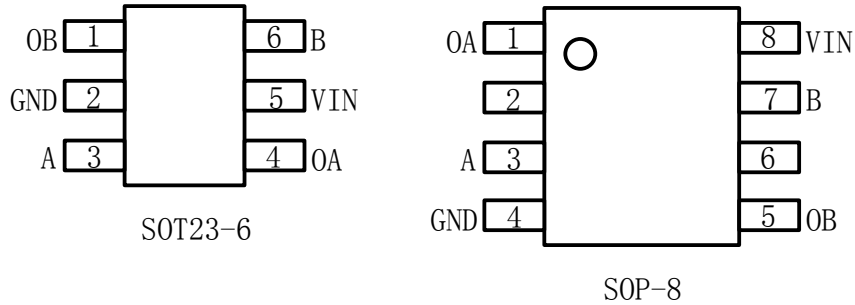 OB 1 6 B
GND 2 5 VIN
A 3 4 OA
SOT23-6
OA 1 8 VIN
2 7 B
A 3 6
GND 4 5 OB
SOP-8